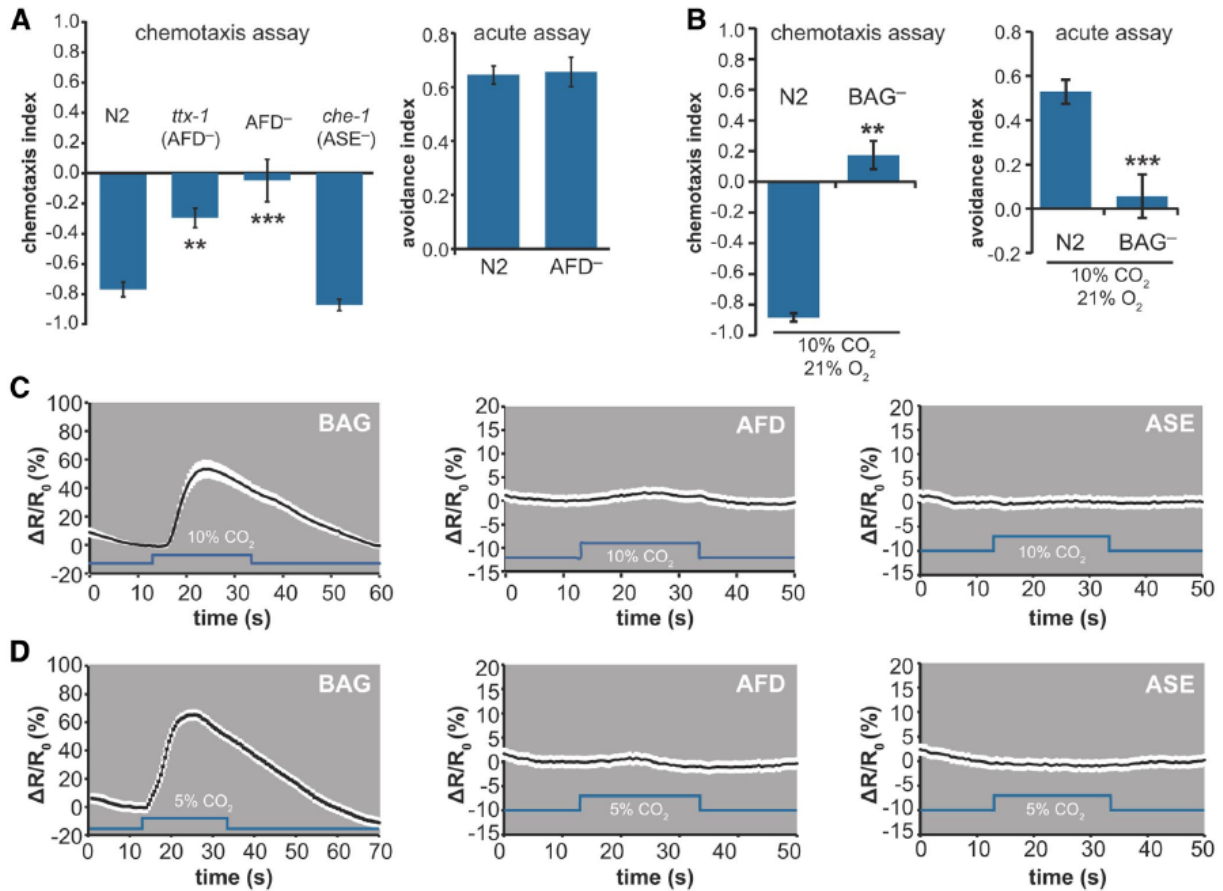 A
chemotaxis assay
chemotaxis index
1.0
0.8
0.6
0.4
0.2
0.0
-0.2
-0.4
-0.6
-0.8
-1.0
N2
ttx-1
(AFD⁻)
AFD⁻
che-1
(ASE⁻)
**
***
acute assay
avoidance index
0.8
0.6
0.4
0.2
0.0
N2 AFD⁻
B
chemotaxis assay
chemotaxis index
1.0
0.8
0.6
0.4
0.2
0.0
-0.2
-0.4
-0.6
-0.8
-1.0
N2
BAG⁻
**
10% CO₂
21% O₂
acute assay
avoidance index
0.8
0.6
0.4
0.2
0.0
-0.2
***
N2 BAG⁻
10% CO₂
21% O₂
C
BAG
ΔR/R₀ (%)
100
80
60
40
20
0
-20
10% CO₂
0 10 20 30 40 50 60
time (s)
AFD
ΔR/R₀ (%)
20
15
10
5
0
-5
-10
-15
10% CO₂
0 10 20 30 40 50
time (s)
ASE
ΔR/R₀ (%)
20
15
10
5
0
-5
-10
-15
10% CO₂
0 10 20 30 40 50
time (s)
D
BAG
ΔR/R₀ (%)
100
80
60
40
20
0
-20
5% CO₂
0 10 20 30 40 50 60 70
time (s)
AFD
ΔR/R₀ (%)
20
15
10
5
0
-5
-10
-15
5% CO₂
0 10 20 30 40 50
time (s)
ASE
ΔR/R₀ (%)
20
15
10
5
0
-5
-10
-15
5% CO₂
0 10 20 30 40 50
time (s)